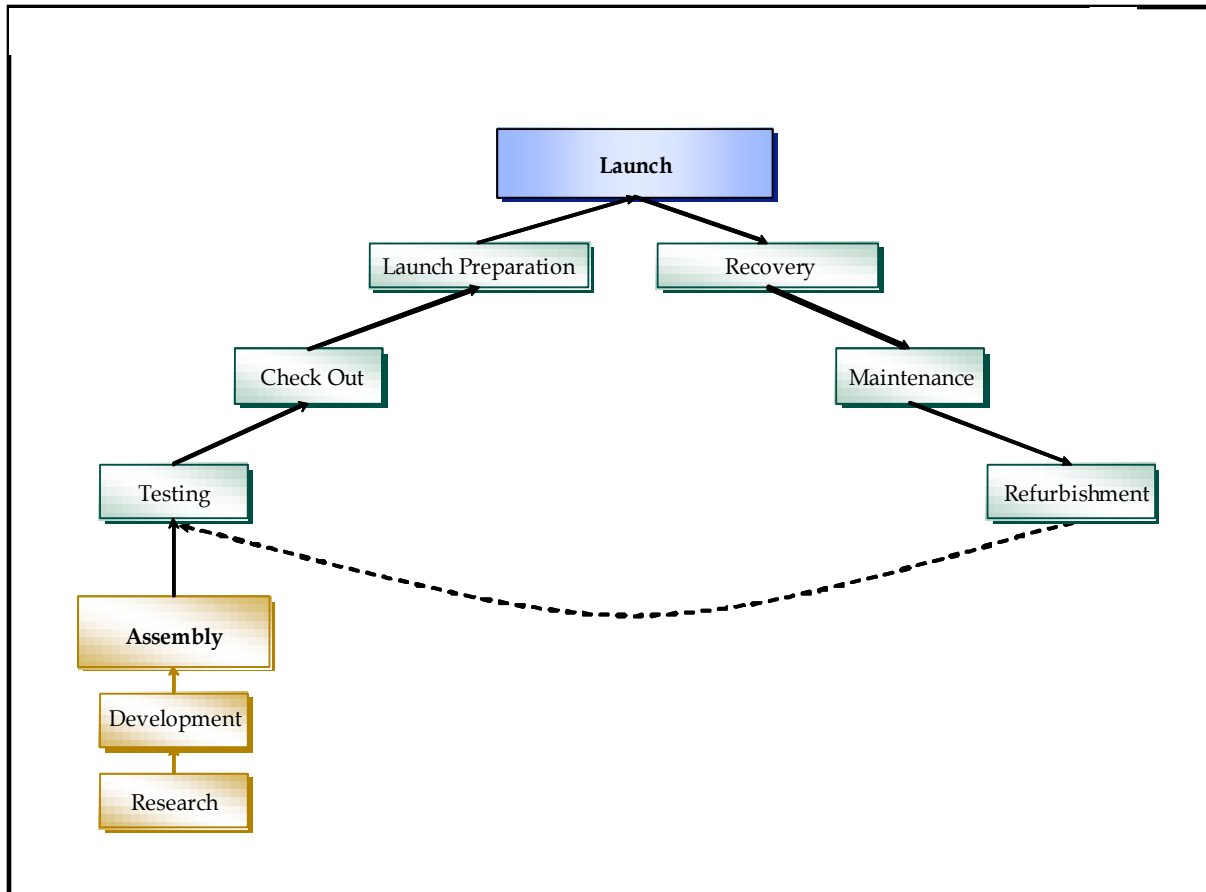 Launch
Launch Preparation
Recovery
Check Out
Maintenance
Testing
Refurbishment
Assembly
Development
Research